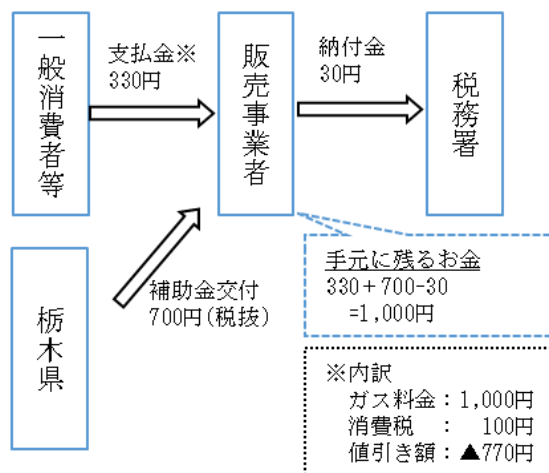 一般消費者等
支払金※
330円
販売事業者
納付金
30円
税務署
栃木県
補助金交付
700円(税抜)
手元に残るお金
330+700-30
=1,000円
※内訳
ガス料金：1,000円
消費税　：　100円
値引き額：▲770円